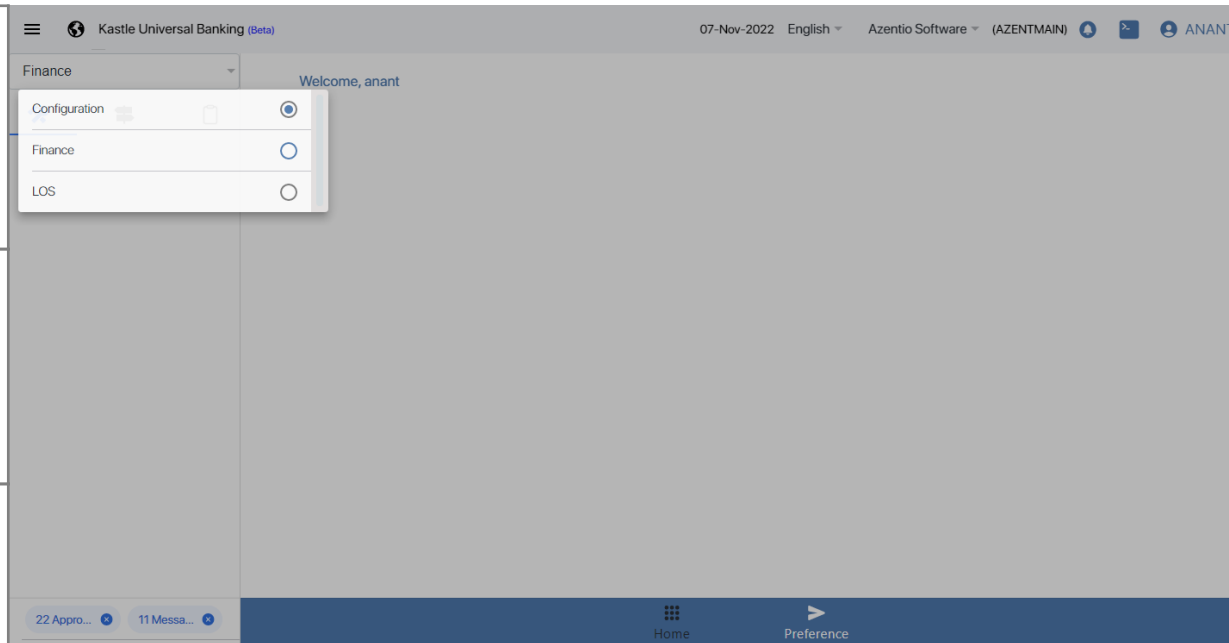 Kastle Universal Banking (Beta)
07-Nov-2022 English Azentio Software (AZENTMAIN) ANANT
Finance
Welcome, anant
Configuration
Finance
LOS
22 Appro... 11 Messa...
Home Preference